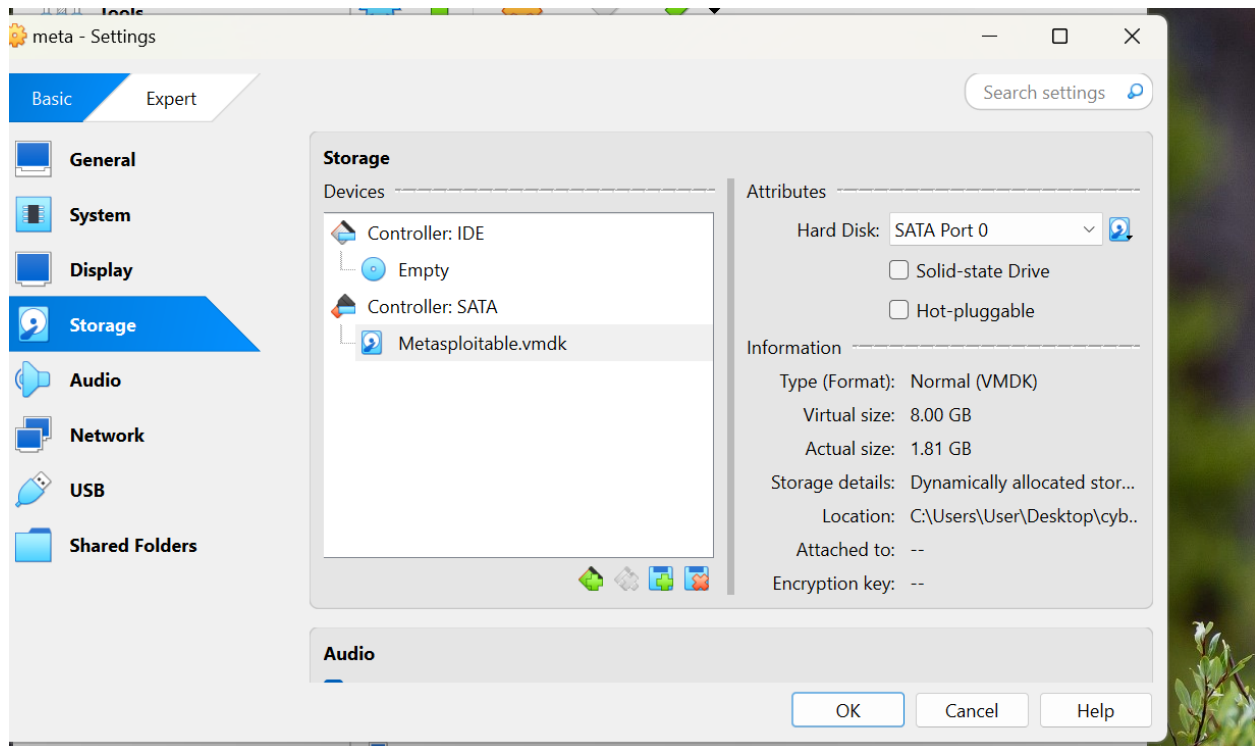 Tools
meta - Settings
Basic
Expert
Search settings
General
System
Display
Storage
Audio
Network
USB
Shared Folders
Storage
Devices
Controller: IDE
Empty
Controller: SATA
Metasploitable.vmdk
Attributes
Hard Disk: SATA Port 0
Solid-state Drive
Hot-pluggable
Information
Type (Format): Normal (VMDK)
Virtual size: 8.00 GB
Actual size: 1.81 GB
Storage details: Dynamically allocated stor...
Location: C:\Users\User\Desktop\cyb..
Attached to: --
Encryption key: --
Audio
OK
Cancel
Help